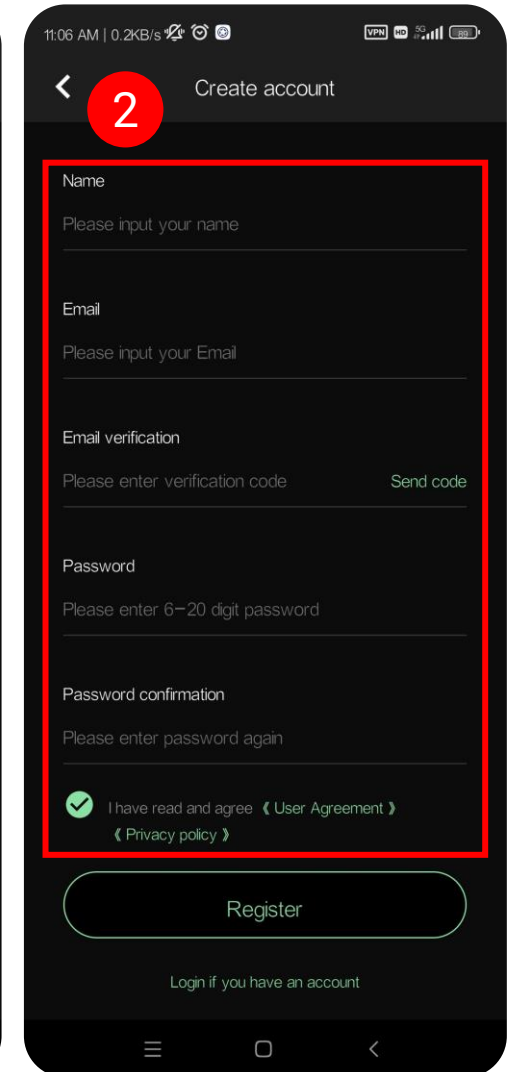 11:06 AM | 0.2KB/s VPN HD 5G 89
Create account
2
Name
Please input your name
Email
Please input your Email
Email verification
Please enter verification code Send code
Password
Please enter 6-20 digit password
Password confirmation
Please enter password again
I have read and agree 《 User Agreement 》
《 Privacy policy 》
Register
Login if you have an account